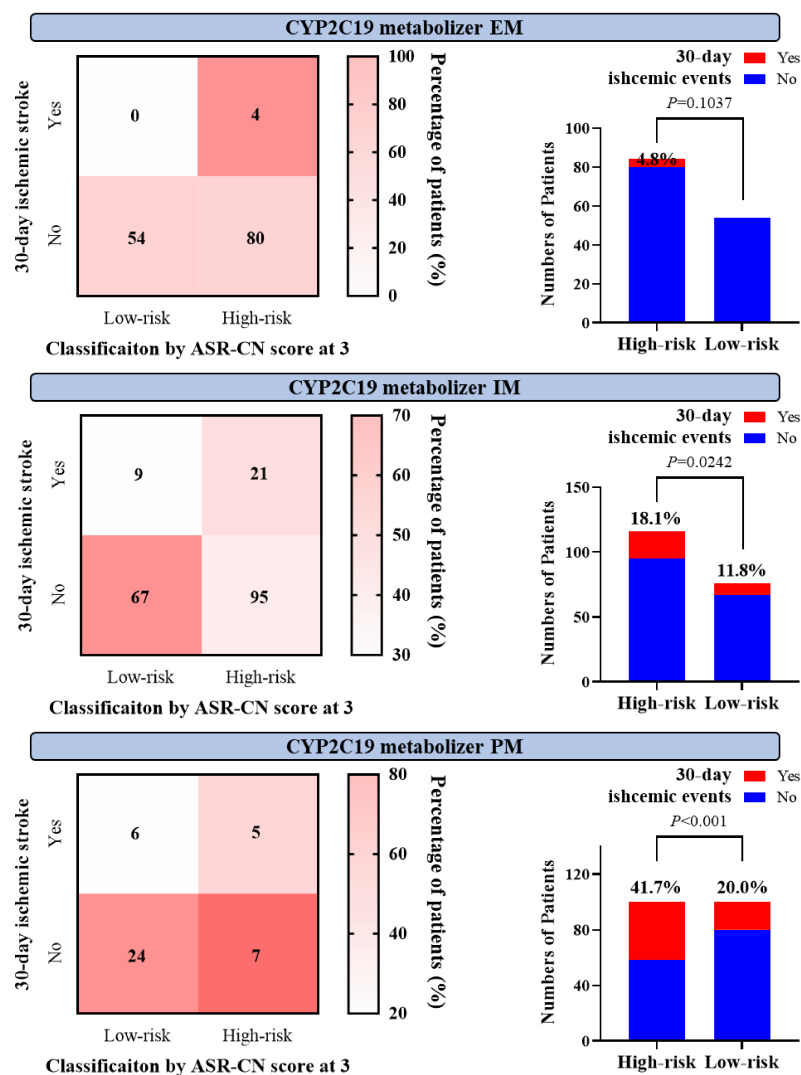 CYP2C19 metabolizer EM
30-day ischemic stroke
Yes
No
0
4
54
80
Low-risk
High-risk
Classificaiton by ASR-CN score at 3
100
80
60
40
20
0
Percentage of patients (%)
30-day
ishcemic events
Yes
No
P=0.1037
Numbers of Patients
100
80
60
40
20
0
4.8%
High-risk
Low-risk
CYP2C19 metabolizer IM
30-day ischemic stroke
Yes
No
9
21
67
95
Low-risk
High-risk
Classificaiton by ASR-CN score at 3
70
60
50
40
30
Percentage of patients (%)
30-day
ishcemic events
Yes
No
P=0.0242
Numbers of Patients
150
100
50
0
18.1%
11.8%
High-risk
Low-risk
CYP2C19 metabolizer PM
30-day ischemic stroke
Yes
No
6
5
24
7
Low-risk
High-risk
Classificaiton by ASR-CN score at 3
80
60
40
20
Percentage of patients (%)
30-day
ishcemic events
Yes
No
P<0.001
Numbers of Patients
120
80
40
0
41.7%
20.0%
High-risk
Low-risk